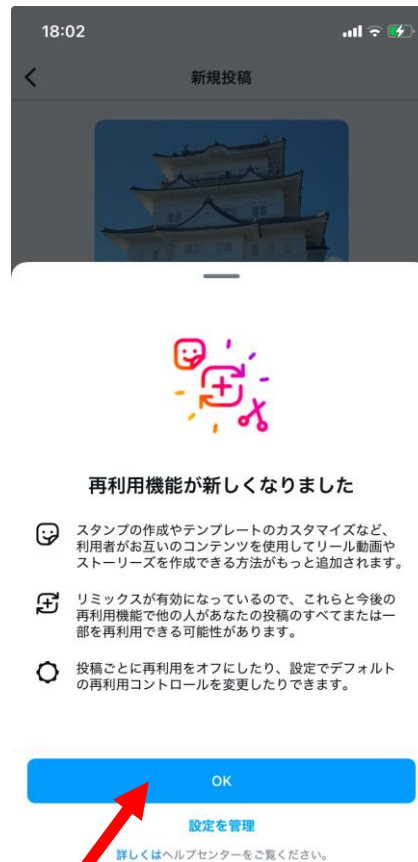 18:02
新規投稿
再利用機能が新しくなりました
スタンプの作成やテンプレートのカスタマイズなど、
利用者がお互いのコンテンツを使用してリール動画や
ストーリーズを作成できる方法がもっと追加されます。
リミックスが有効になっているので、これらと今後の
再利用機能で他の人があなたの投稿のすべてまたは一
部を再利用できる可能性があります。
投稿ごとに再利用をオフにしたり、設定でデフォルト
の再利用コントロールを変更したりできます。
OK
設定を管理
詳しくはヘルプセンターをご覧ください。